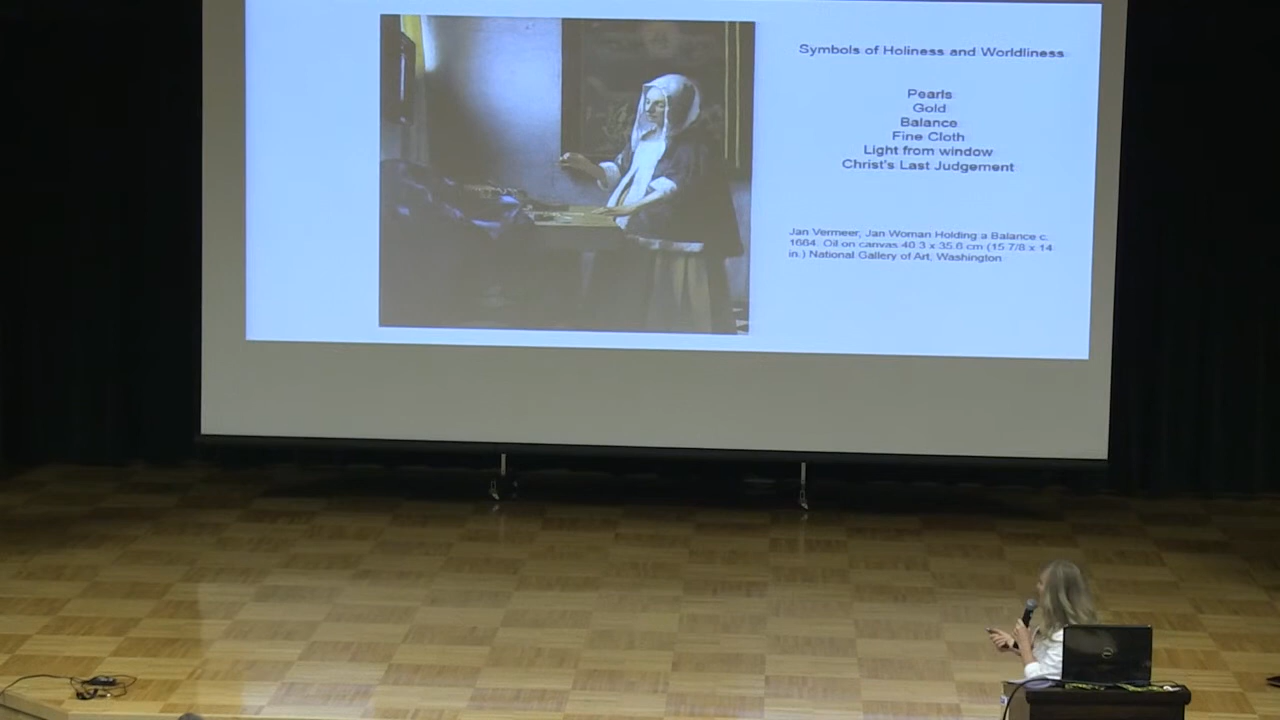 Symbols of Holiness and Worldliness
Pearls
Gold
Balance
Fine Cloth
Light from window
Christ's Last Judgement
Jan Vermeer, Jan Woman Holding a Balance c.
1664. Oil on canvas 40.3 x 35.6 cm (15 7/8 x 14
in.) National Gallery of Art, Washington